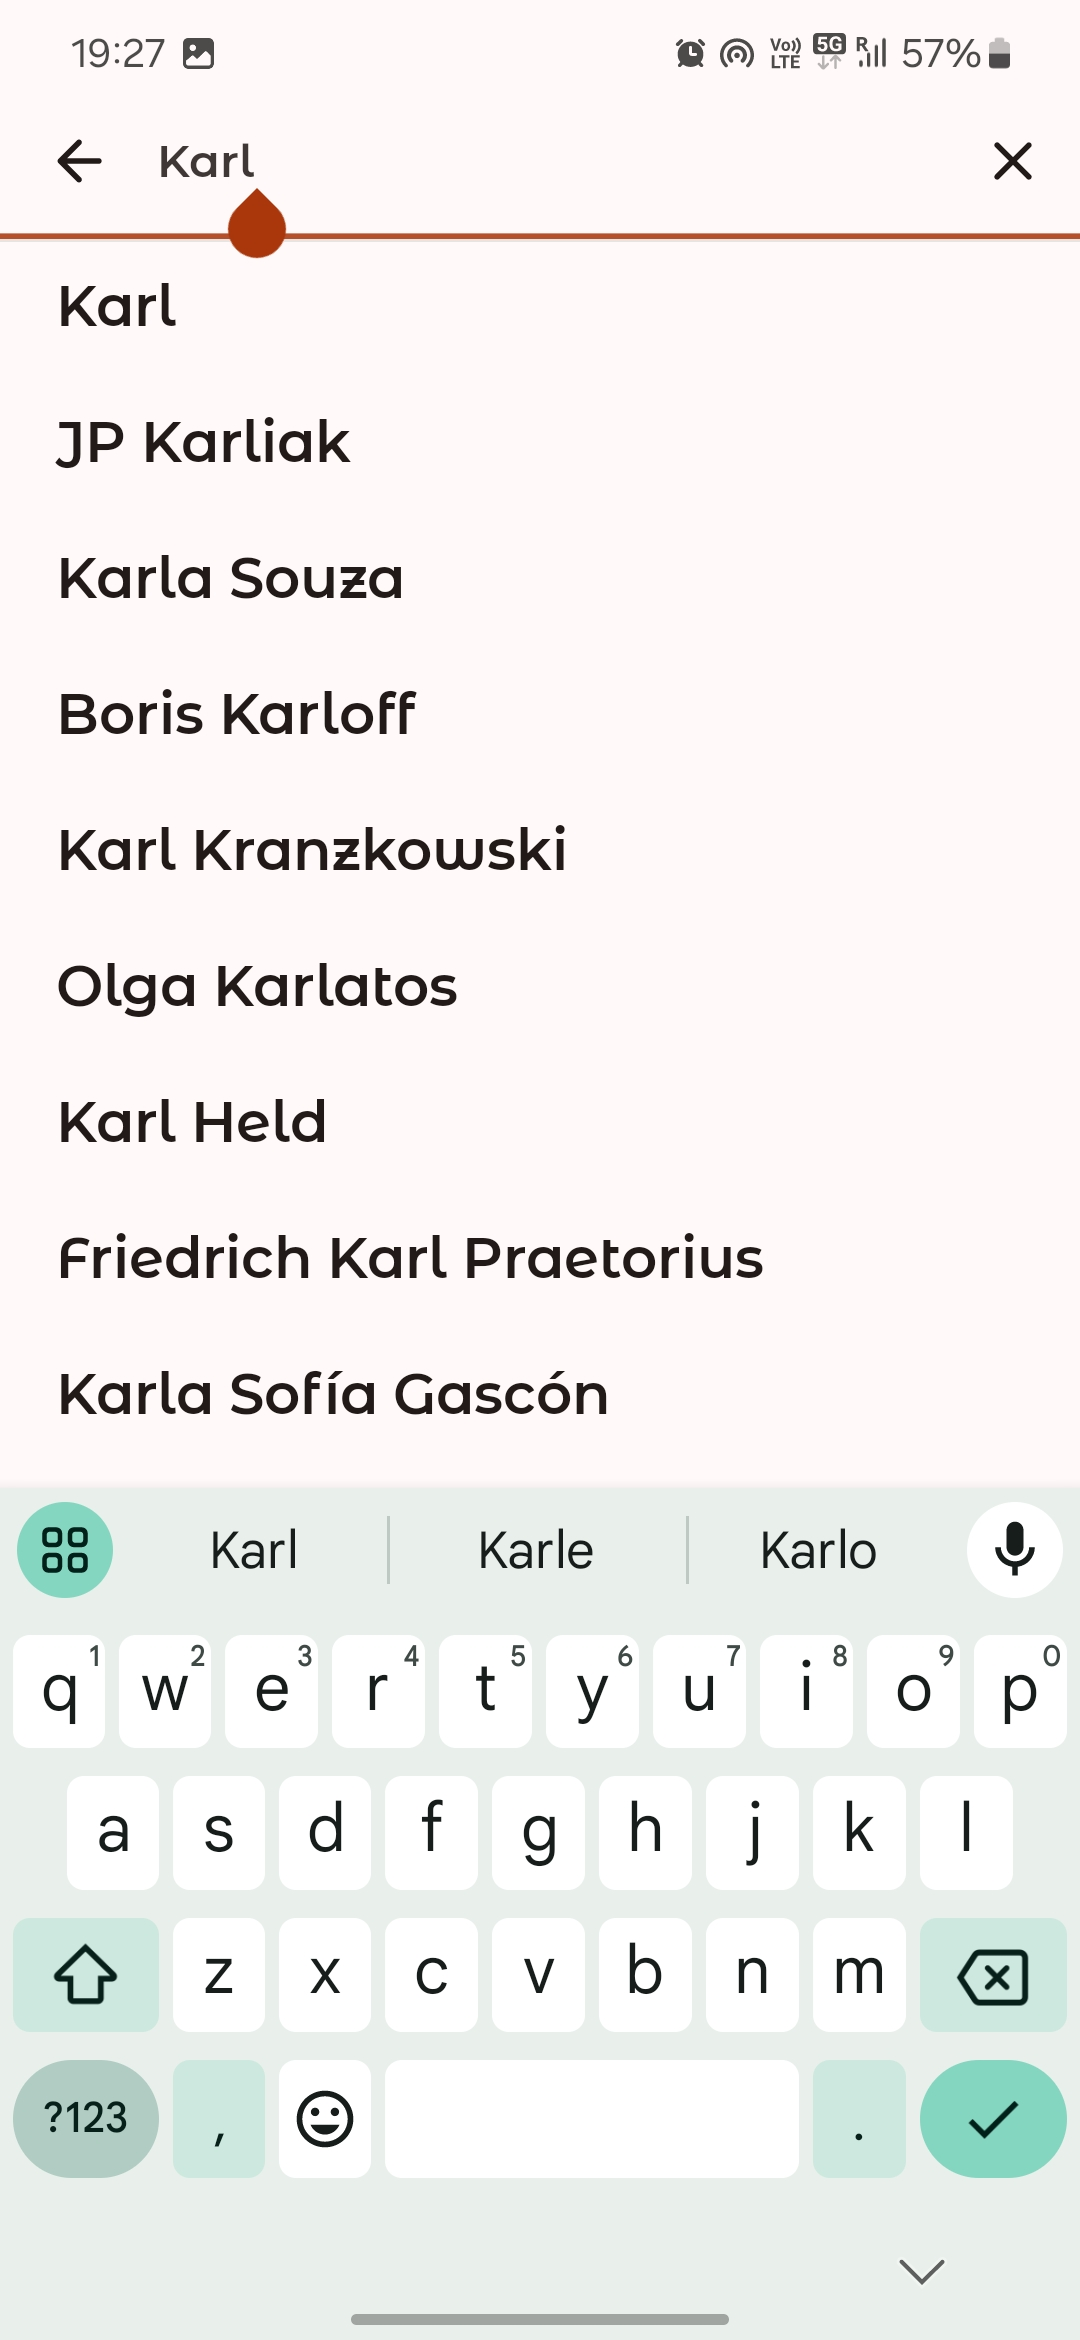 19:27 Vo)) LTE 5G R 57%
Karl
Karl
JP Karliak
Karla Souza
Boris Karloff
Karl Kranzkowski
Olga Karlatos
Karl Held
Friedrich Karl Praetorius
Karla Sofía Gascón
Karl Karle Karlo
1 2 3 4 5 6 7 8 9 0
q w e r t y u i o p
a s d f g h j k l
z x c v b n m
?123 , .